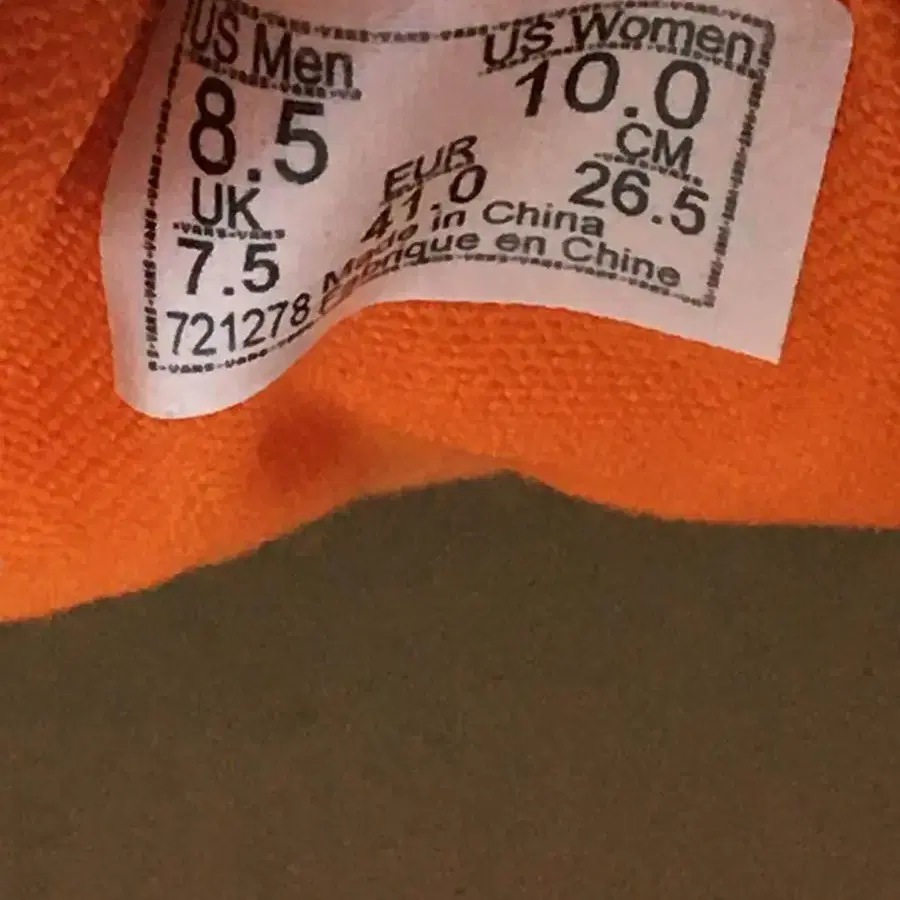 US Men
8.5
UK
7.5
721278
EUR
41.0
US Women
10.0
CM
26.5
Made in China
Fabrique en Chine